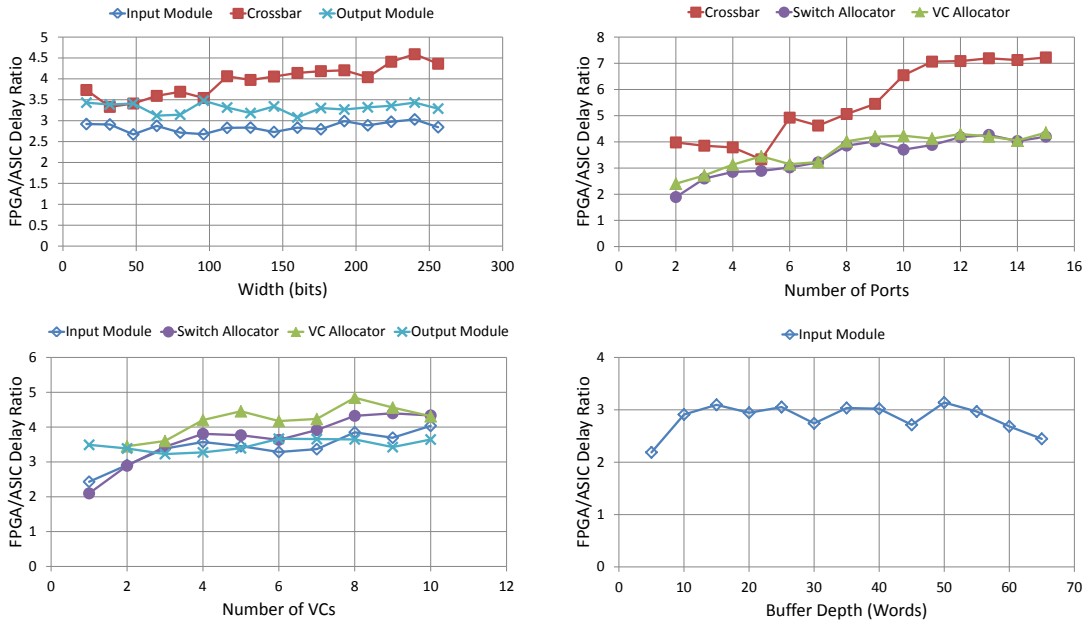 Input Module Crossbar Output Module
FPGA/ASIC Delay Ratio
5
4.5
4
3.5
3
2.5
2
1.5
1
0.5
0
0 50 100 150 200 250 300
Width (bits)
Crossbar Switch Allocator VC Allocator
FPGA/ASIC Delay Ratio
8
7
6
5
4
3
2
1
0
0 2 4 6 8 10 12 14 16
Number of Ports
Input Module Switch Allocator VC Allocator Output Module
FPGA/ASIC Delay Ratio
6
5
4
3
2
1
0
0 2 4 6 8 10 12
Number of VCs
Input Module
FPGA/ASIC Delay Ratio
4
3
2
1
0
0 10 20 30 40 50 60 70
Buffer Depth (Words)